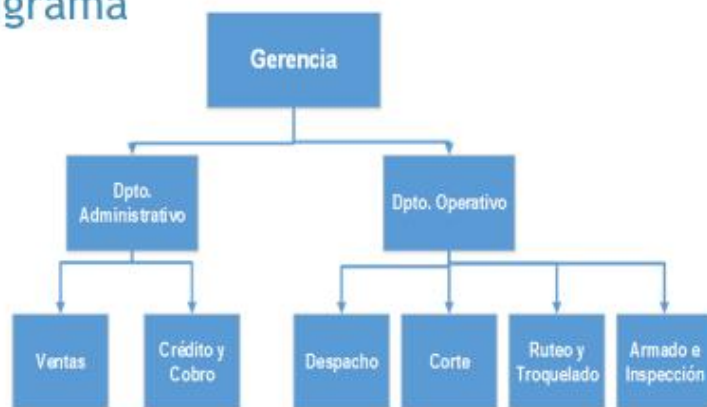 grama
Gerencia
Dpto.
Administrativo
Dpto. Operativo
Ventas
Crédito y
Cobro
Despacho
Corte
Ruteo y
Troquelado
Armado e
Inspección